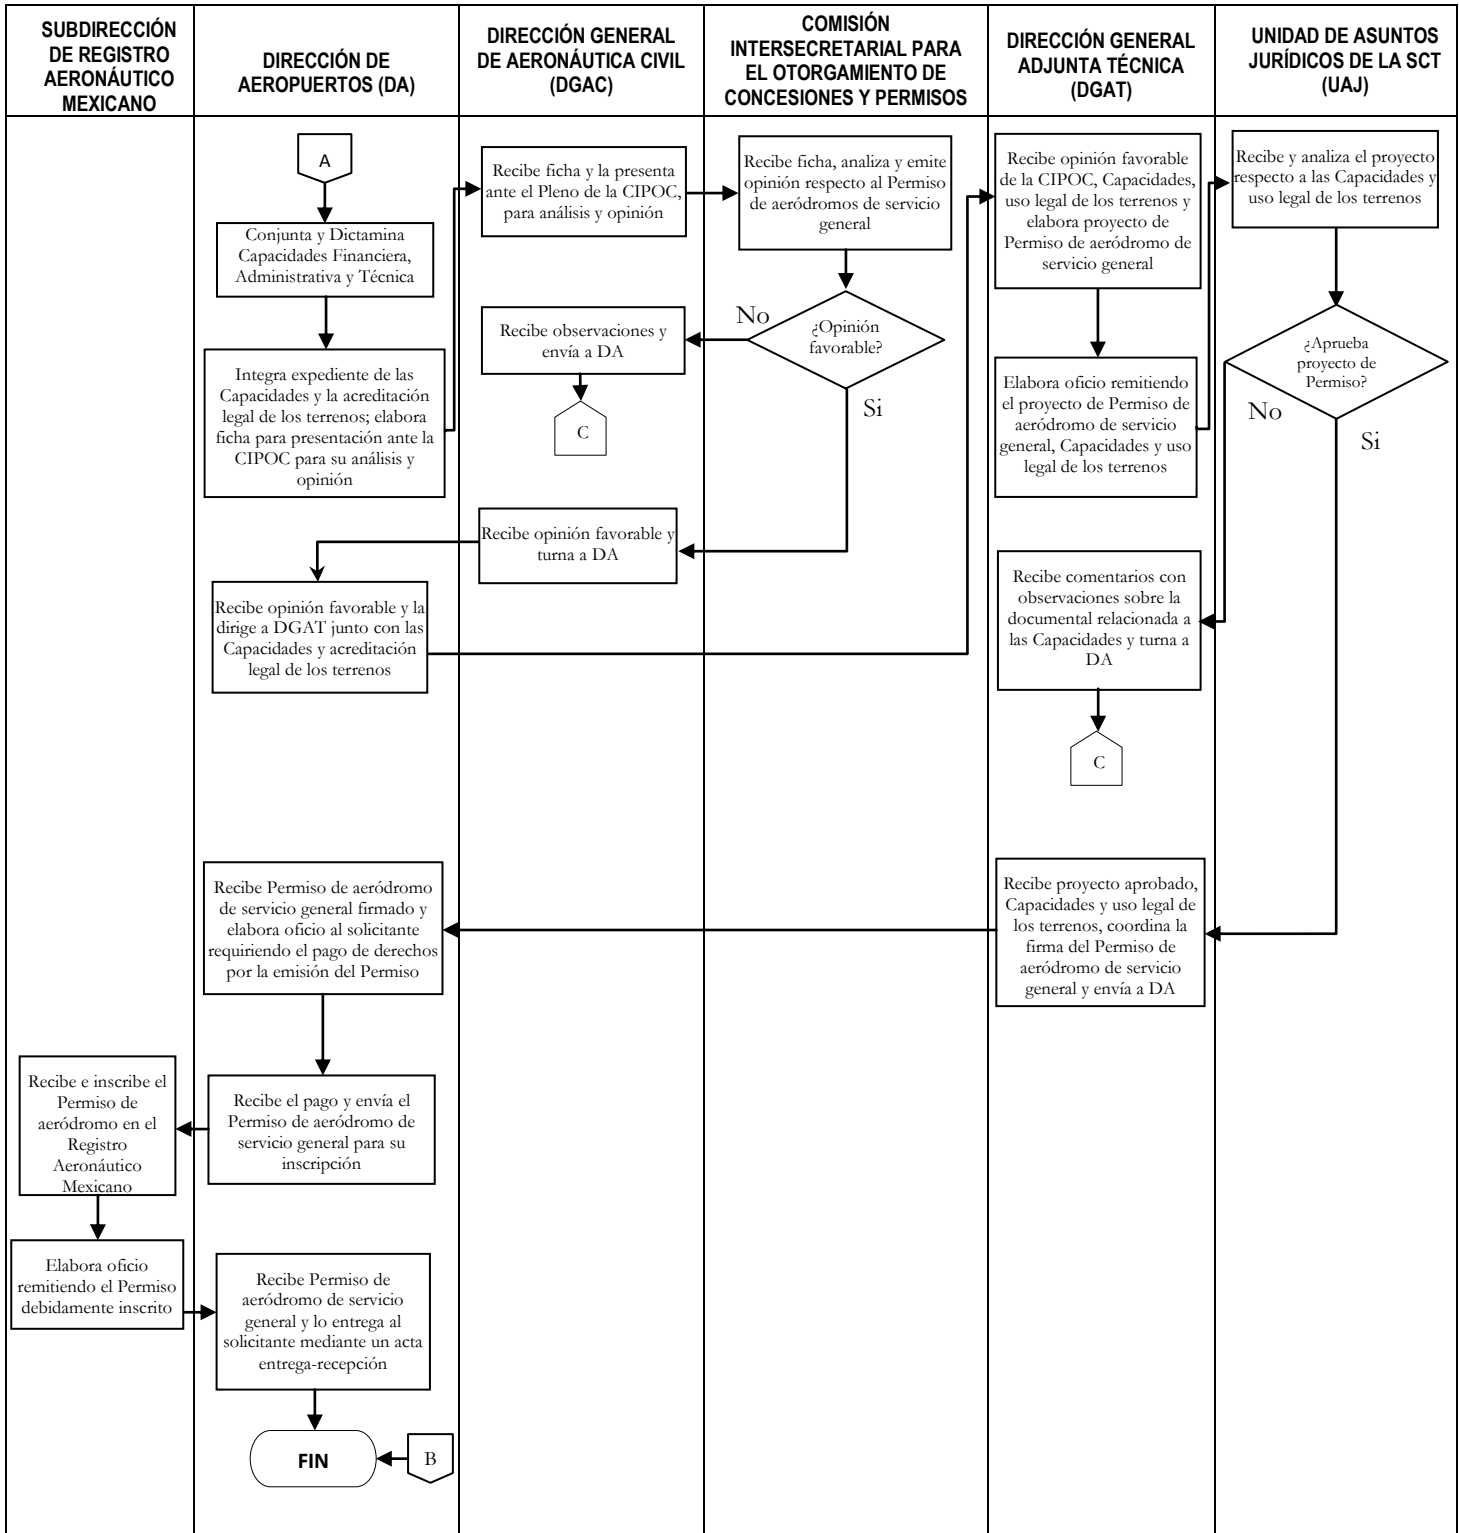 SUBDIRECCIÓN
DE REGISTRO
AERONÁUTICO
MEXICANO
DIRECCIÓN DE
AEROPUERTOS (DA)
DIRECCIÓN GENERAL
DE AERONÁUTICA CIVIL
(DGAC)
COMISIÓN
INTERSECRETARIAL PARA
EL OTORGAMIENTO DE
CONCESIONES Y PERMISOS
DIRECCIÓN GENERAL
ADJUNTA TÉCNICA
(DGAT)
UNIDAD DE ASUNTOS
JURÍDICOS DE LA SCT
(UAJ)
A
Conjunta y Dictamina
Capacidades Financiera,
Administrativa y Técnica
Integra expediente de las
Capacidades y la acreditación
legal de los terrenos; elabora
ficha para presentación ante la
CIPOC para su análisis y
opinión
Recibe ficha y la presenta
ante el Pleno de la CIPOC,
para análisis y opinión
Recibe ficha, analiza y emite
opinión respecto al Permiso
de aeródromos de servicio
general
¿Opinión
favorable?
No
Recibe observaciones y
envía a DA
C
Si
Recibe opinión favorable y
turna a DA
Recibe opinión favorable y la
dirige a DGAT junto con las
Capacidades y acreditación
legal de los terrenos
Recibe opinión favorable
de la CIPOC, Capacidades,
uso legal de los terrenos y
elabora proyecto de
Permiso de aeródromo de
servicio general
Elabora oficio remitiendo
el proyecto de Permiso de
aeródromo de servicio
general, Capacidades y uso
legal de los terrenos
Recibe y analiza el proyecto
respecto a las Capacidades y
uso legal de los terrenos
¿Aprueba
proyecto de
Permiso?
No
Si
Recibe comentarios con
observaciones sobre la
documental relacionada a
las Capacidades y turna a
DA
C
Recibe proyecto aprobado,
Capacidades y uso legal de
los terrenos, coordina la
firma del Permiso de
aeródromo de servicio
general y envía a DA
Recibe Permiso de aeródromo
de servicio general firmado y
elabora oficio al solicitante
requiriendo el pago de derechos
por la emisión del Permiso
Recibe el pago y envía el
Permiso de aeródromo de
servicio general para su
inscripción
Recibe e inscribe el
Permiso de
aeródromo en el
Registro
Aeronáutico
Mexicano
Elabora oficio
remitiendo el Permiso
debidamente inscrito
Recibe Permiso de
aeródromo de servicio
general y lo entrega al
solicitante mediante un acta
entrega-recepción
FIN
B